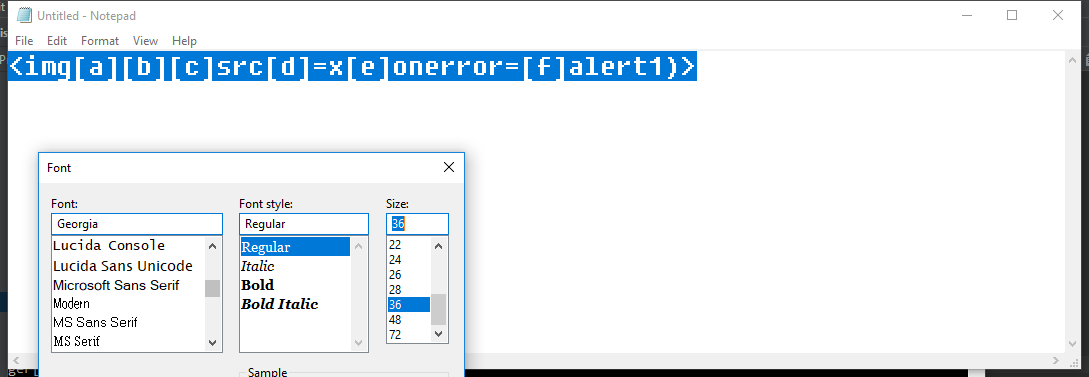 Untitled - Notepad
File Edit Format View Help
<img[a][b][c]src[d]=x[e]onerror=[f]alert1)>
Font
Font: Font style: Size:
Georgia Regular 36
Lucida Console Regular 22
Lucida Sans Unicode Italic 24
Microsoft Sans Serif Bold 26
Modern Bold Italic 28
MS Sans Serif 36
MS Serif 48
72
Sample